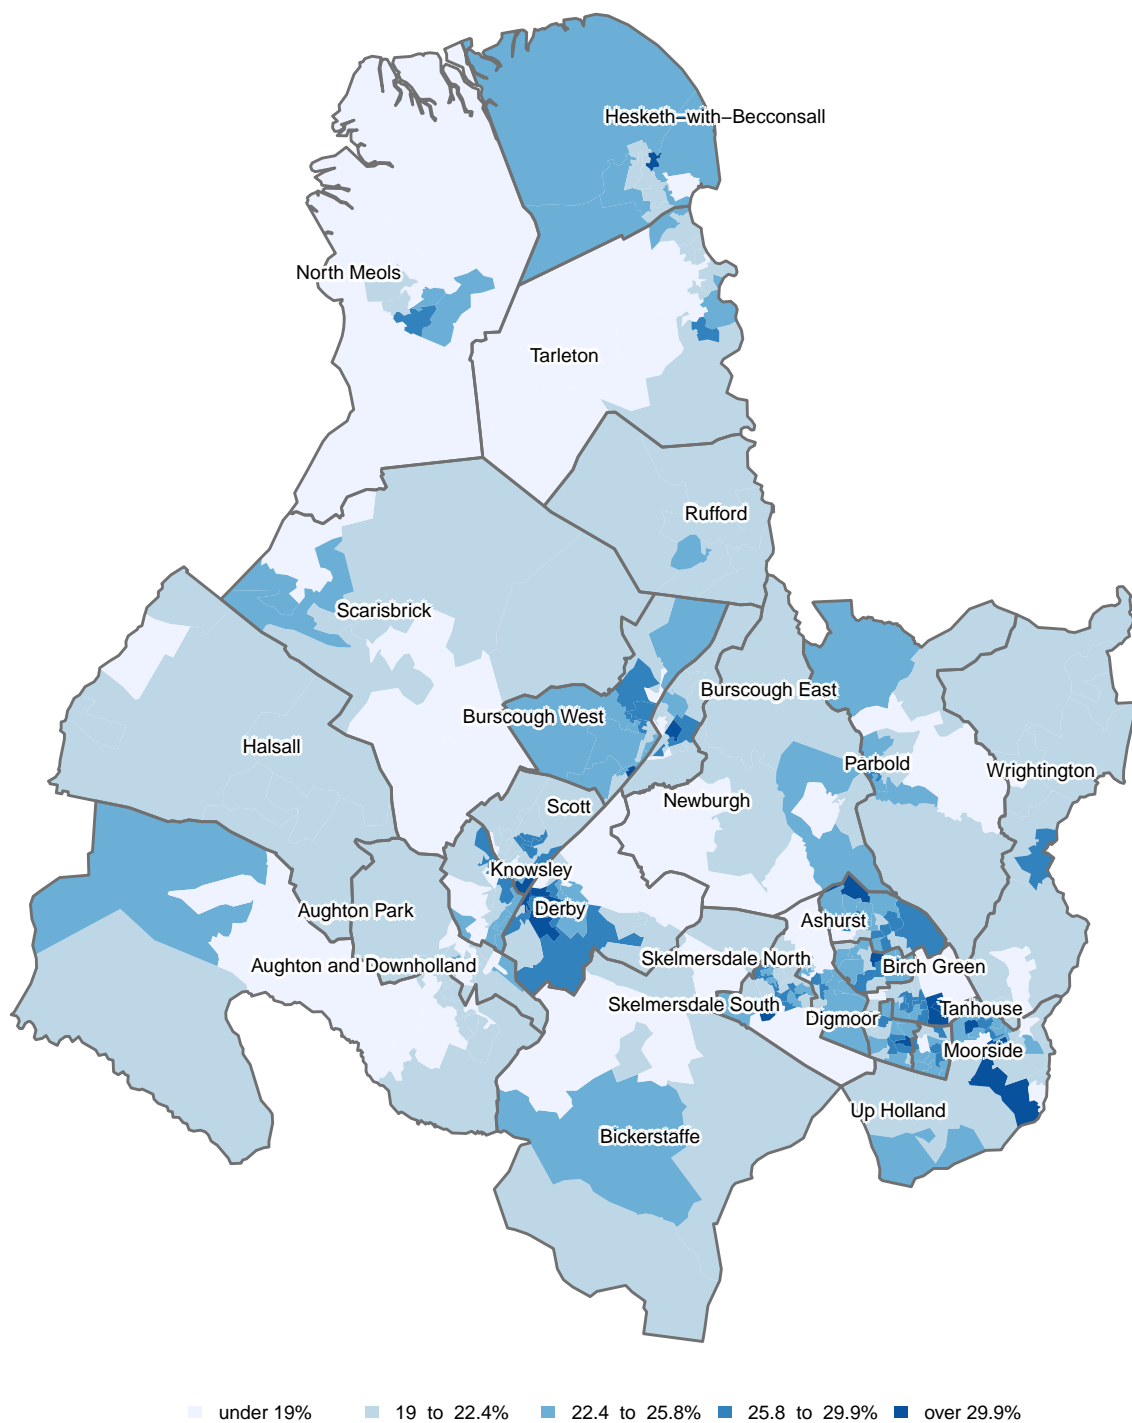 Hesketh−with−Becconsall
North Meols
Tarleton
Rufford
Scarisbrick
Burscough East
Burscough West
Halsall
Parbold
Wrightington
Newburgh
Scott
Knowsley
Derby
Aughton Park
Ashurst
Skelmersdale North
Aughton and Downholland
Birch Green
Skelmersdale South
Digmoor
Tanhouse
Moorside
Up Holland
Bickerstaffe
under 19% 19 to 22.4% 22.4 to 25.8% 25.8 to 29.9% over 29.9%